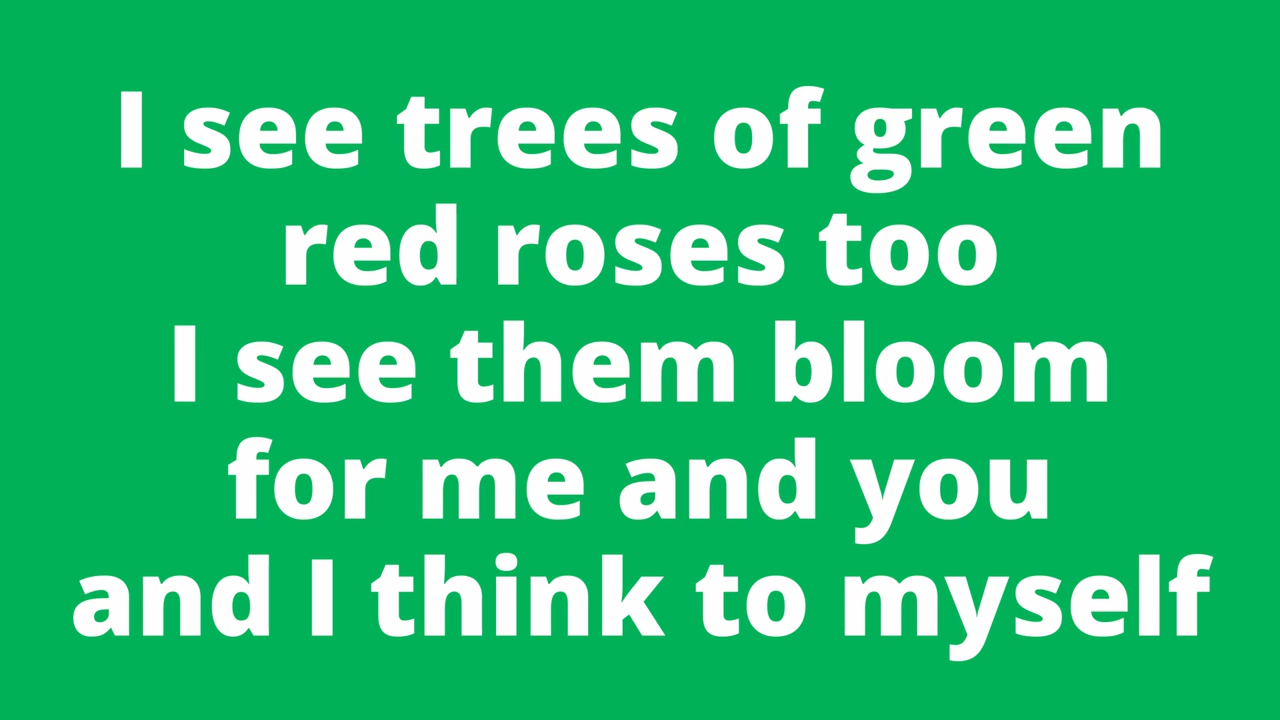 I see trees of green
red roses too
I see them bloom
for me and you
and I think to myself